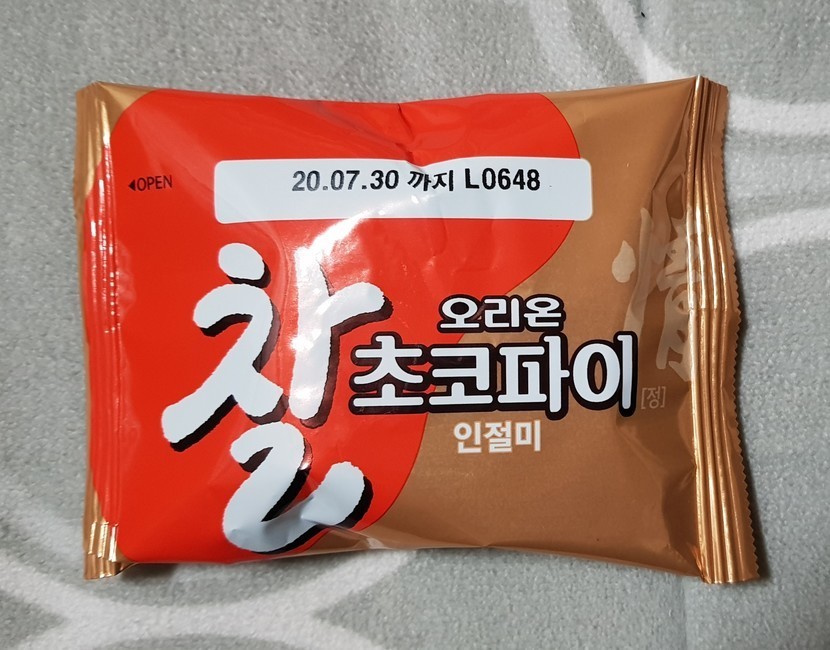 ◀OPEN
20.07.30 까지 L0648
찰
오리온
초코파이
인절미
情
[정]